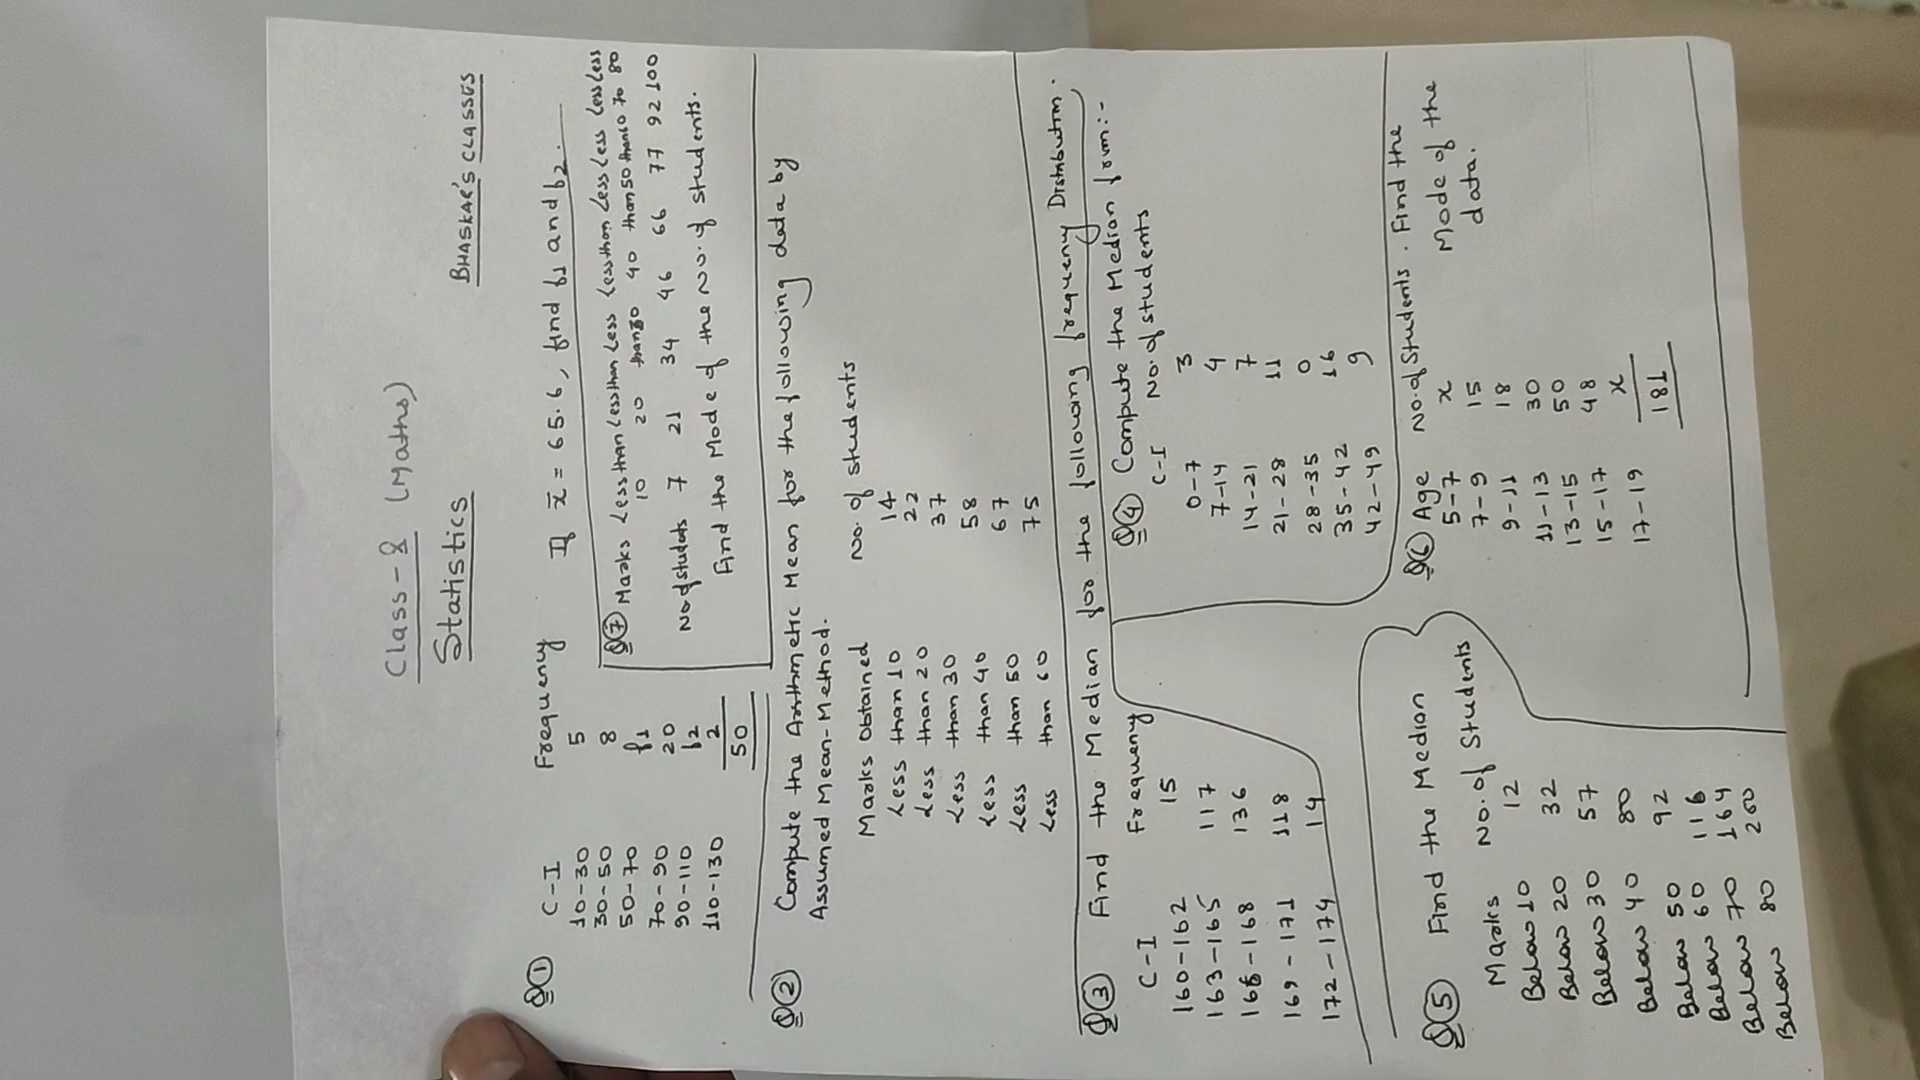 Class-8 (Maths)
Statistics
BHASKAR'S CLASSES
Q1 C-I Frequency If x̄ = 65.6, find f1 and f2.
10-30 5
30-50 8
50-70 f1
70-90 20
90-110 f2
110-130 2
50
Q7 Marks Less than Less than Less than Less Less than Less Less Less Less
10 20 than30 40 than50 than60 70 80
No of students 7 21 34 46 66 77 92 100
Find the Mode of the No. of students.
Q2 Compute the Arithmetic Mean for the following data by
Assumed Mean-Method.
Marks Obtained No. of students
Less than 10 14
Less than 20 22
Less than 30 37
Less than 40 58
Less than 50 67
Less than 60 75
Q3 Find the Median for the following frequency Distribution.
C-I Frequency
160-162 15
163-165 117
166-168 136
169-171 118
172-174 14
Q4 Compute the Median from:-
C-I No. of students
0-7 3
7-14 4
14-21 7
21-28 11
28-35 0
35-42 16
42-49 9
Q5 Find the Median
Marks No. of Students
Below 10 12
Below 20 32
Below 30 57
Below 40 80
Below 50 92
Below 60 116
Below 70 164
Below 80 200
Q6 Age No. of Students. Find the
5-7 x Mode of the
7-9 15 data.
9-11 18
11-13 30
13-15 50
15-17 48
17-19 x
181